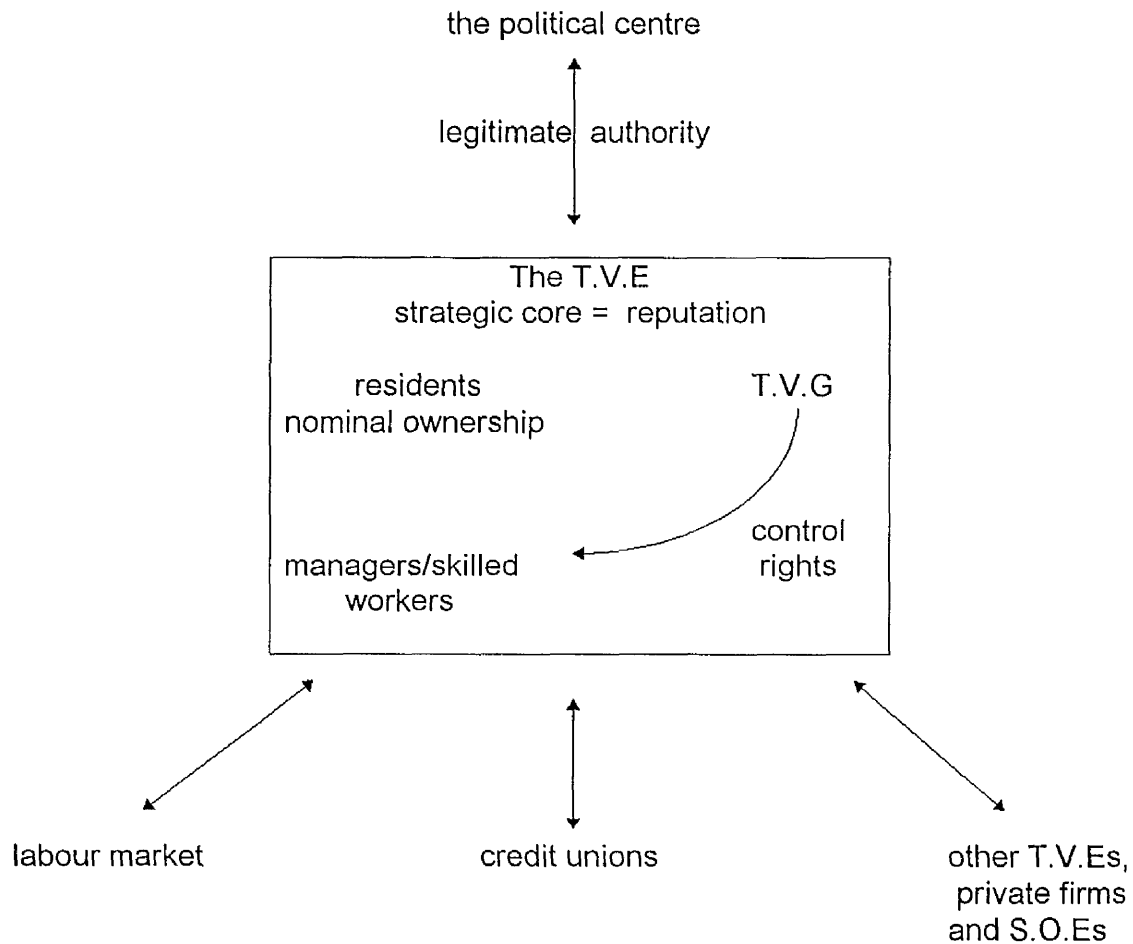 the political centre
legitimate authority
The T.V.E
strategic core = reputation
residents
nominal ownership
T.V.G
control
rights
managers/skilled
workers
labour market
credit unions
other T.V.Es,
private firms
and S.O.Es